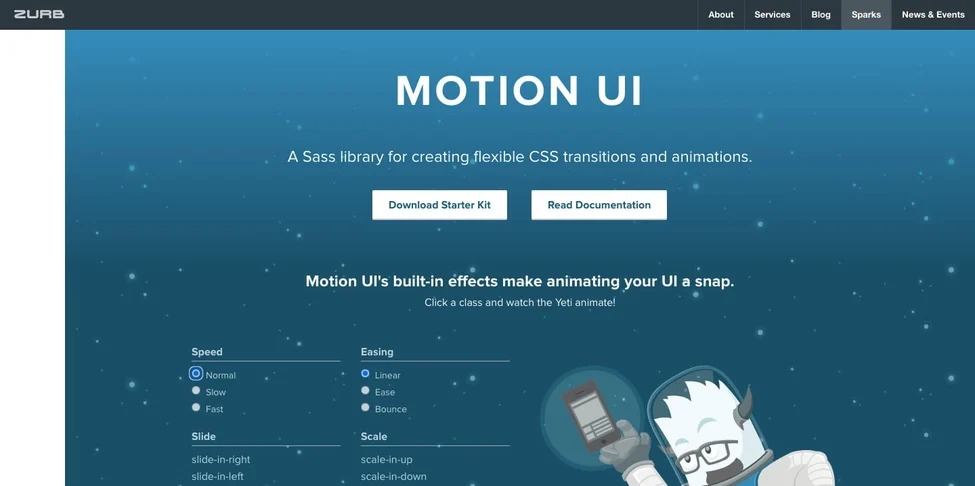 ZURB
About
Services
Blog
Sparks
News & Events
MOTION UI
A Sass library for creating flexible CSS transitions and animations.
Download Starter Kit
Read Documentation
Motion UI's built-in effects make animating your UI a snap.
Click a class and watch the Yeti animate!
Speed
Normal
Slow
Fast
Easing
Linear
Ease
Bounce
Slide
slide-in-right
slide-in-left
Scale
scale-in-up
scale-in-down